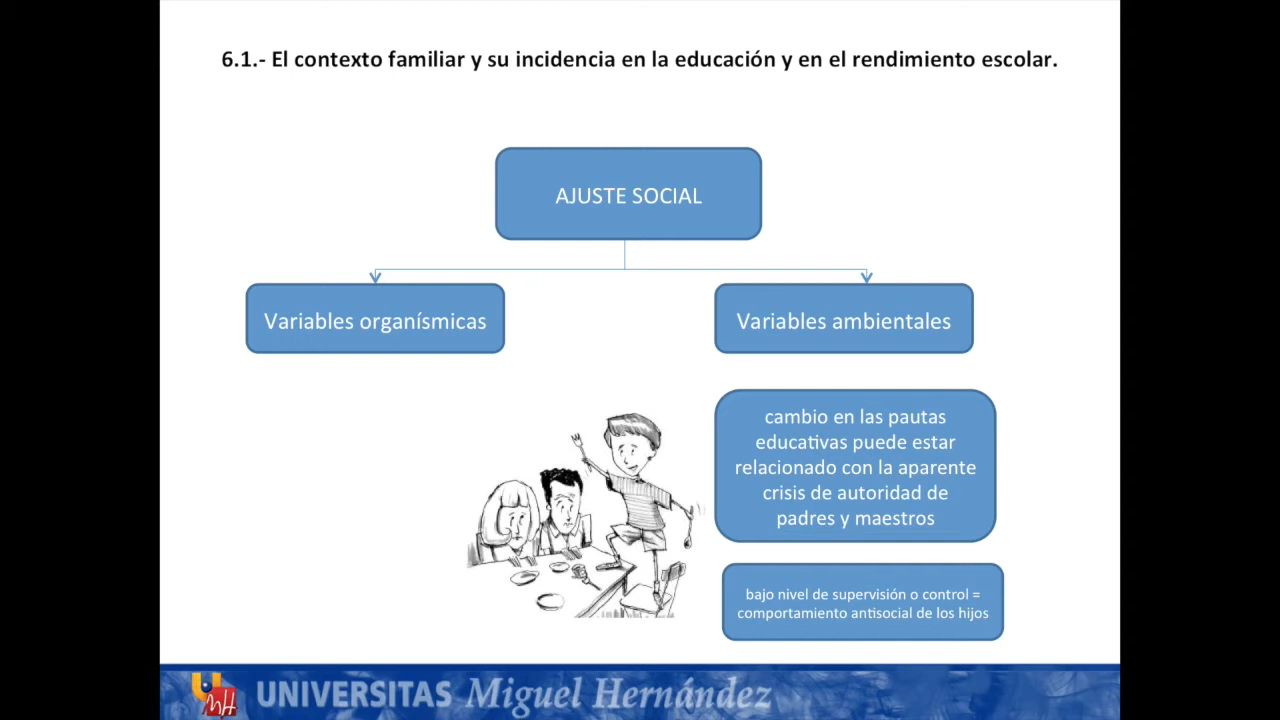 6.1.- El contexto familiar y su incidencia en la educación y en el rendimiento escolar.
AJUSTE SOCIAL
Variables organísmicas
Variables ambientales
cambio en las pautas
educativas puede estar
relacionado con la aparente
crisis de autoridad de
padres y maestros
bajo nivel de supervisión o control =
comportamiento antisocial de los hijos
UMH UNIVERSITAS Miguel Hernández